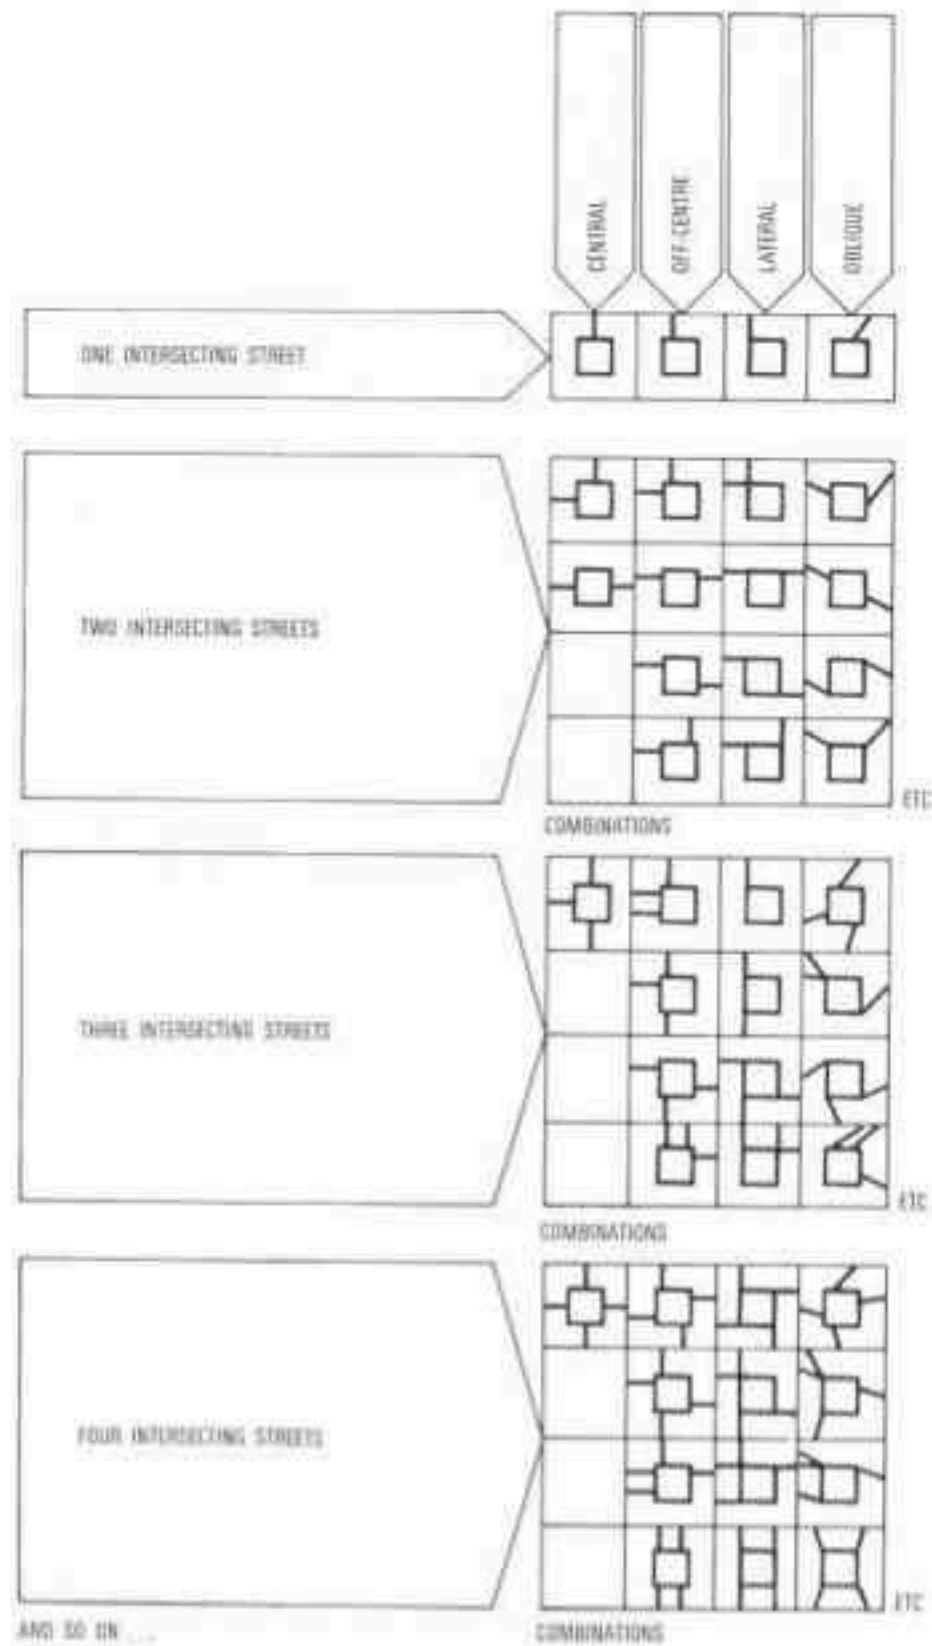 CENTRAL
OFF-CENTRE
LATERAL
OBLIQUE
ONE INTERSECTING STREET
TWO INTERSECTING STREETS
ETC
COMBINATIONS
THREE INTERSECTING STREETS
ETC
COMBINATIONS
FOUR INTERSECTING STREETS
ETC
AND SO ON ...
COMBINATIONS